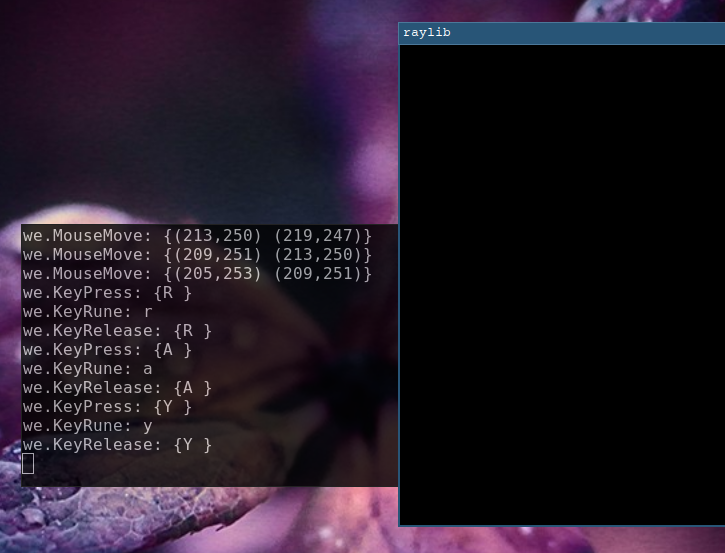 raylib
we.MouseMove: {(213,250) (219,247)}
we.MouseMove: {(209,251) (213,250)}
we.MouseMove: {(205,253) (209,251)}
we.KeyPress: {R }
we.KeyRune: r
we.KeyRelease: {R }
we.KeyPress: {A }
we.KeyRune: a
we.KeyRelease: {A }
we.KeyPress: {Y }
we.KeyRune: y
we.KeyRelease: {Y }